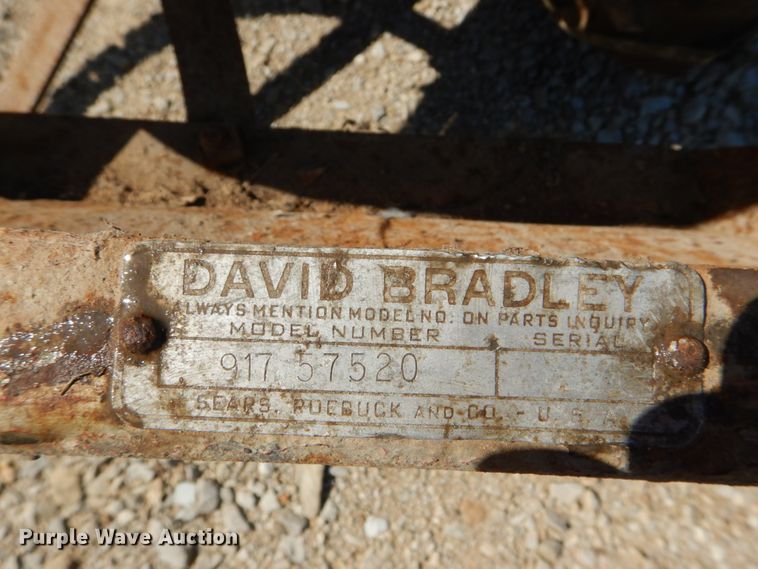 DAVID BRADLEY
ALWAYS MENTION MODEL NO. ON PARTS INQUIRY
MODEL NUMBER SERIAL
917 57520
SEARS, ROEBUCK AND CO. - U.S.A.
Purple Wave Auction